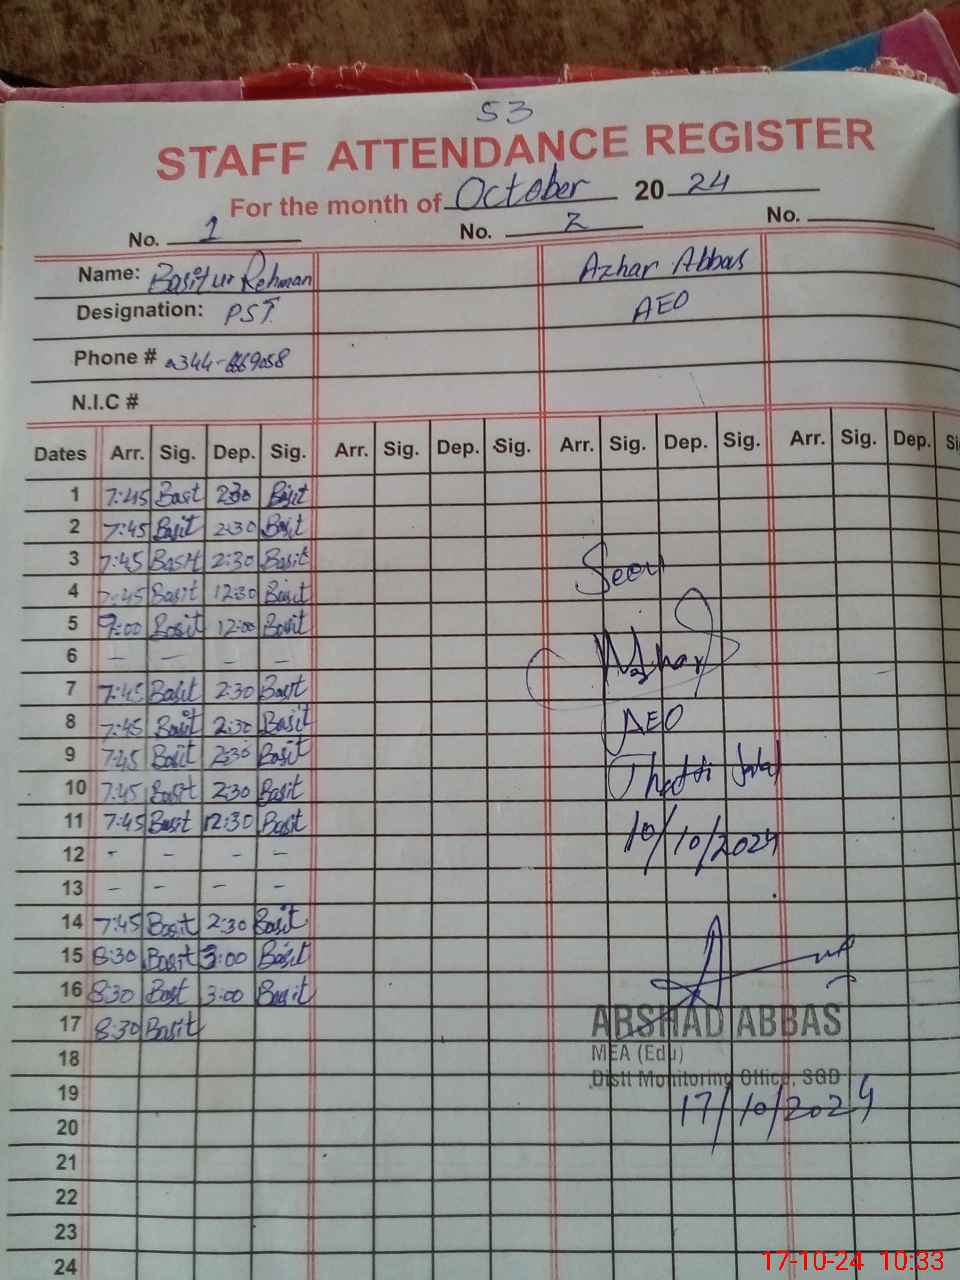 53
STAFF ATTENDANCE REGISTER
For the month of October 2024
No. 1 No. 2 No.
Name: Basit ur Rehman Azhar Abbas
Designation: PST. AEO
Phone # 0344-
N.I.C #
Dates Arr. Sig. Dep. Sig. Arr. Sig. Dep. Sig. Arr. Sig. Dep. Sig. Arr. Sig. Dep. Si
1 7:45 Basit 2:30 Basit
2 7:45 Basit 2:30 Basit
3 7:45 Basit 2:30 Basit
Seen
4 7:45 Basit 12:30 Basit
5 9:00 Basit 12:00 Basit
6 – – – –
Azhar
7 7:45 Basit 2:30 Basit
8 7:45 Basit 2:30 Basit
AEO
9 7:45 Basit 2:30 Basit
Thatti
10 7:45 Basit 2:30 Basit
11 7:45 Basit 12:30 Basit
10/10/2024
12 - – – –
13 – – – –
14 7:45 Basit 2:30 Basit
15 8:30 Basit 3:00 Basit
16 8:30 Basit 3:00 Basit
17 8:30 Basit
ARSHAD ABBAS
MEA (Edu)
18
Distt Monitoring Office, SGD
19
17/10/2024
20
21
22
23
24
17-10-24 10:33